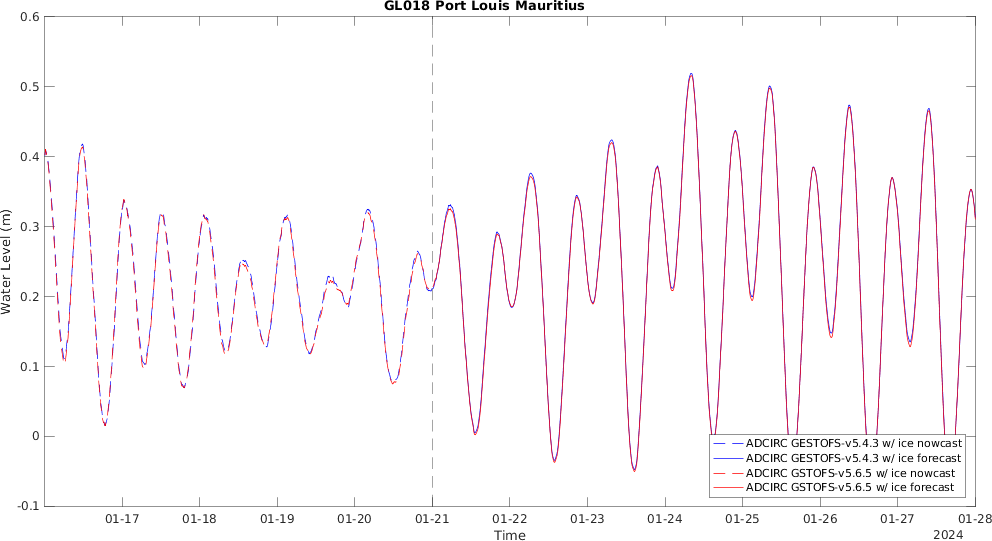 GL018 Port Louis Mauritius
0.6
0.5
0.4
0.3
0.2
0.1
0
-0.1
Water Level (m)
ADCIRC GESTOFS-v5.4.3 w/ ice nowcast
ADCIRC GESTOFS-v5.4.3 w/ ice forecast
ADCIRC GSTOFS-v5.6.5 w/ ice nowcast
ADCIRC GSTOFS-v5.6.5 w/ ice forecast
01-17 01-18 01-19 01-20 01-21 01-22 01-23 01-24 01-25 01-26 01-27 01-28
Time
2024